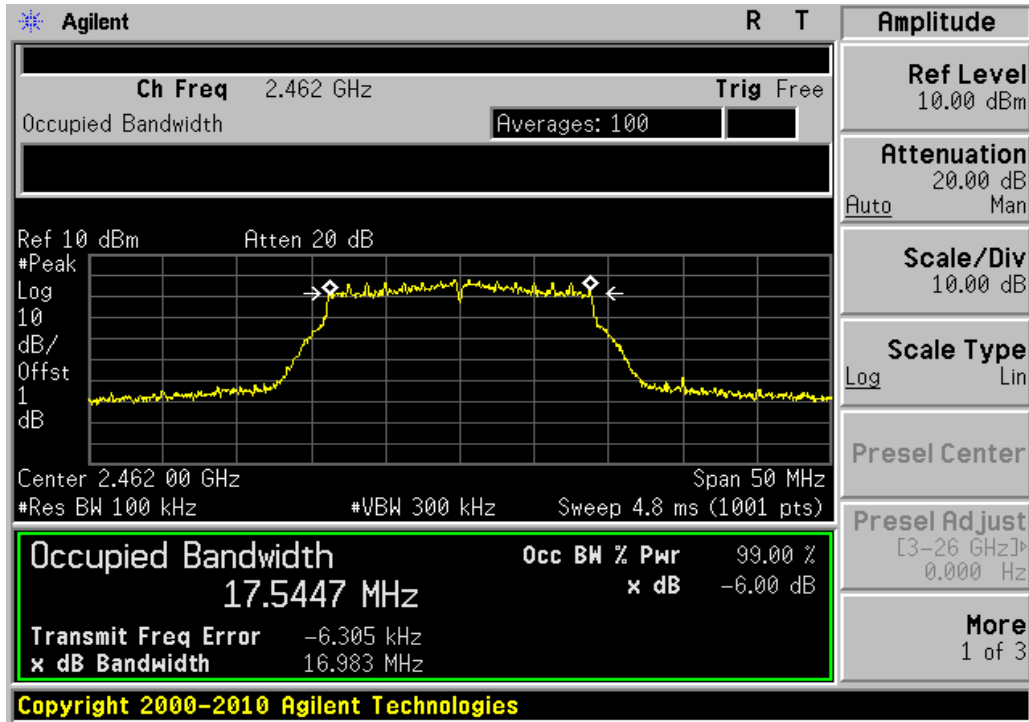 Agilent R T
Ch Freq 2.462 GHz Trig Free
Occupied Bandwidth Averages: 100
Ref 10 dBm Atten 20 dB
#Peak
Log
10
dB/
Offst
1
dB
Center 2.462 00 GHz Span 50 MHz
#Res BW 100 kHz #VBW 300 kHz Sweep 4.8 ms (1001 pts)
Occupied Bandwidth Occ BW % Pwr 99.00 %
17.5447 MHz x dB -6.00 dB
Transmit Freq Error -6.305 kHz
x dB Bandwidth 16.983 MHz
Copyright 2000-2010 Agilent Technologies
Amplitude
Ref Level
10.00 dBm
Attenuation
20.00 dB
Auto Man
Scale/Div
10.00 dB
Scale Type
Log Lin
Presel Center
Presel Adjust
[3-26 GHz]
0.000 Hz
More
1 of 3